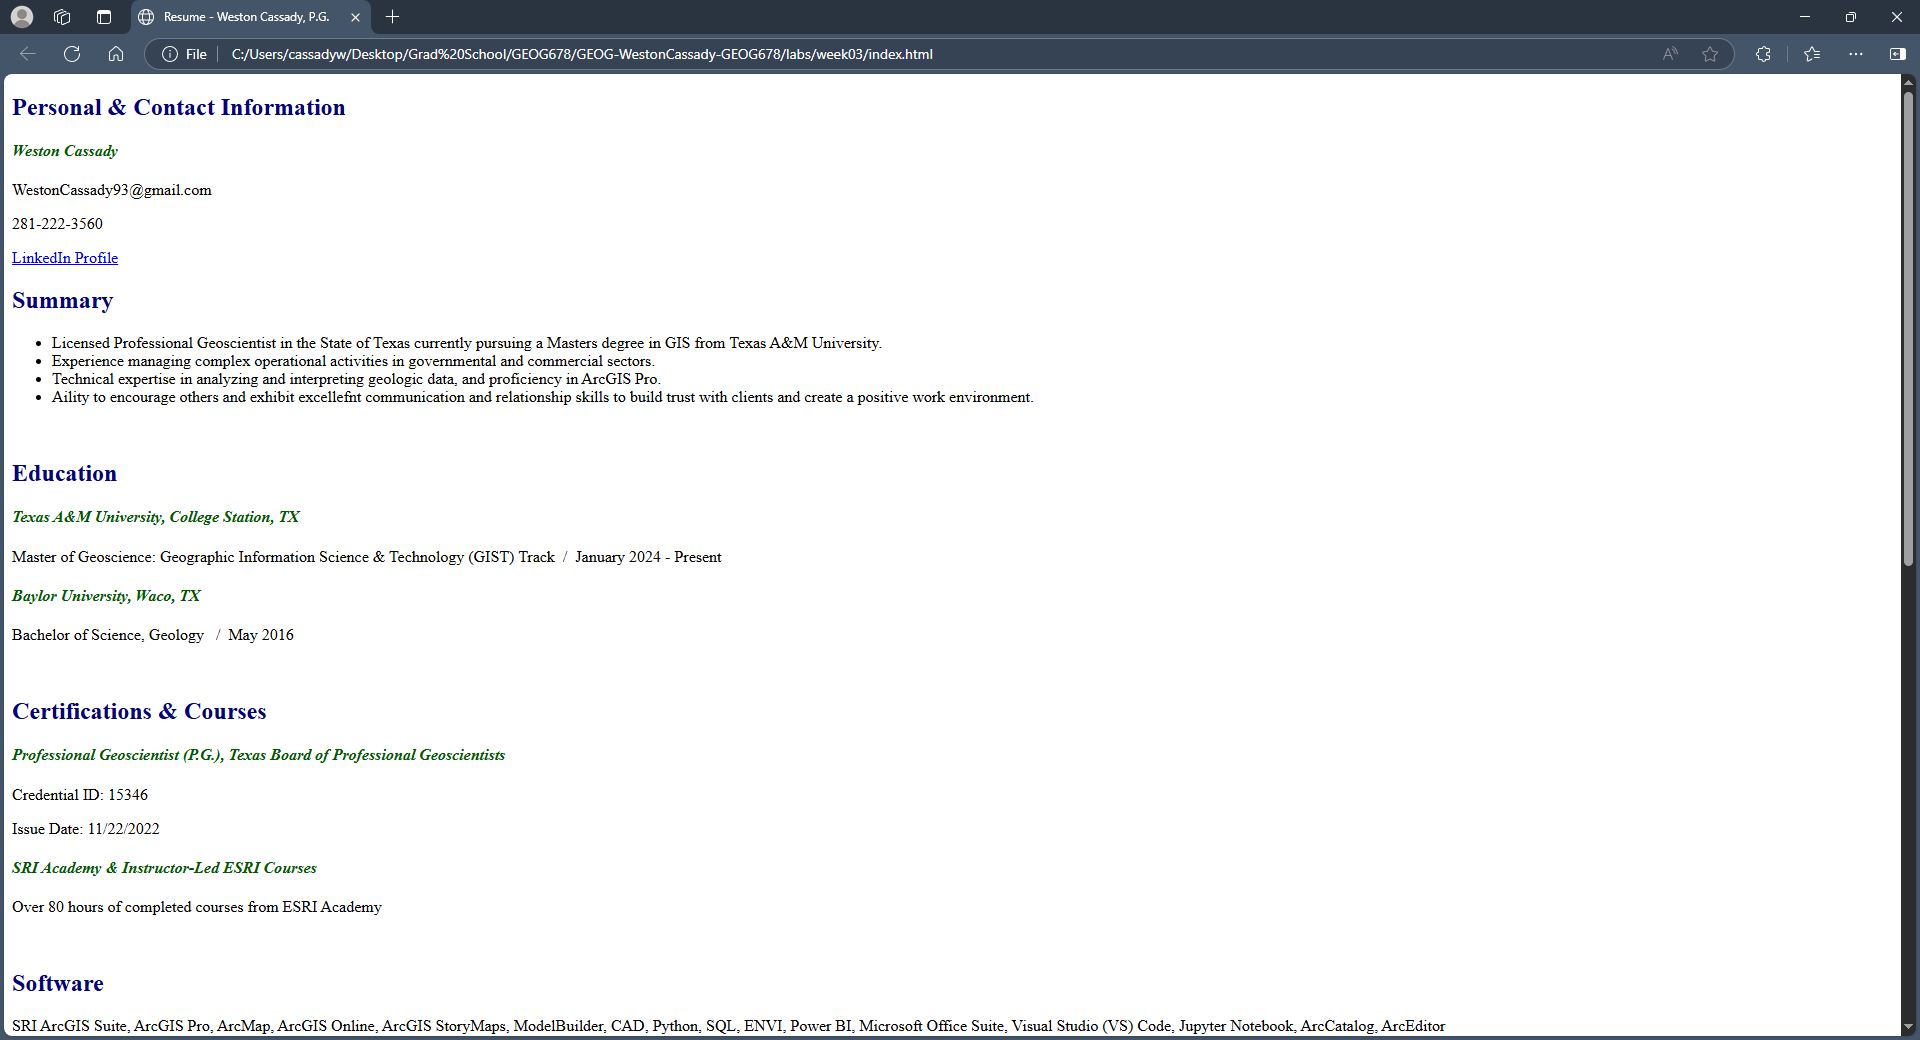 Resume - Weston Cassady, P.G.
File
C:/Users/cassadyw/Desktop/Grad%20School/GEOG678/GEOG-WestonCassady-GEOG678/labs/week03/index.html
Personal & Contact Information
Weston Cassady
WestonCassady93@gmail.com
281-222-3560
LinkedIn Profile
Summary
• Licensed Professional Geoscientist in the State of Texas currently pursuing a Masters degree in GIS from Texas A&M University.
• Experience managing complex operational activities in governmental and commercial sectors.
• Technical expertise in analyzing and interpreting geologic data, and proficiency in ArcGIS Pro.
• Aility to encourage others and exhibit excellefnt communication and relationship skills to build trust with clients and create a positive work environment.
Education
Texas A&M University, College Station, TX
Master of Geoscience: Geographic Information Science & Technology (GIST) Track / January 2024 - Present
Baylor University, Waco, TX
Bachelor of Science, Geology / May 2016
Certifications & Courses
Professional Geoscientist (P.G.), Texas Board of Professional Geoscientists
Credential ID: 15346
Issue Date: 11/22/2022
SRI Academy & Instructor-Led ESRI Courses
Over 80 hours of completed courses from ESRI Academy
Software
SRI ArcGIS Suite, ArcGIS Pro, ArcMap, ArcGIS Online, ArcGIS StoryMaps, ModelBuilder, CAD, Python, SQL, ENVI, Power BI, Microsoft Office Suite, Visual Studio (VS) Code, Jupyter Notebook, ArcCatalog, ArcEditor